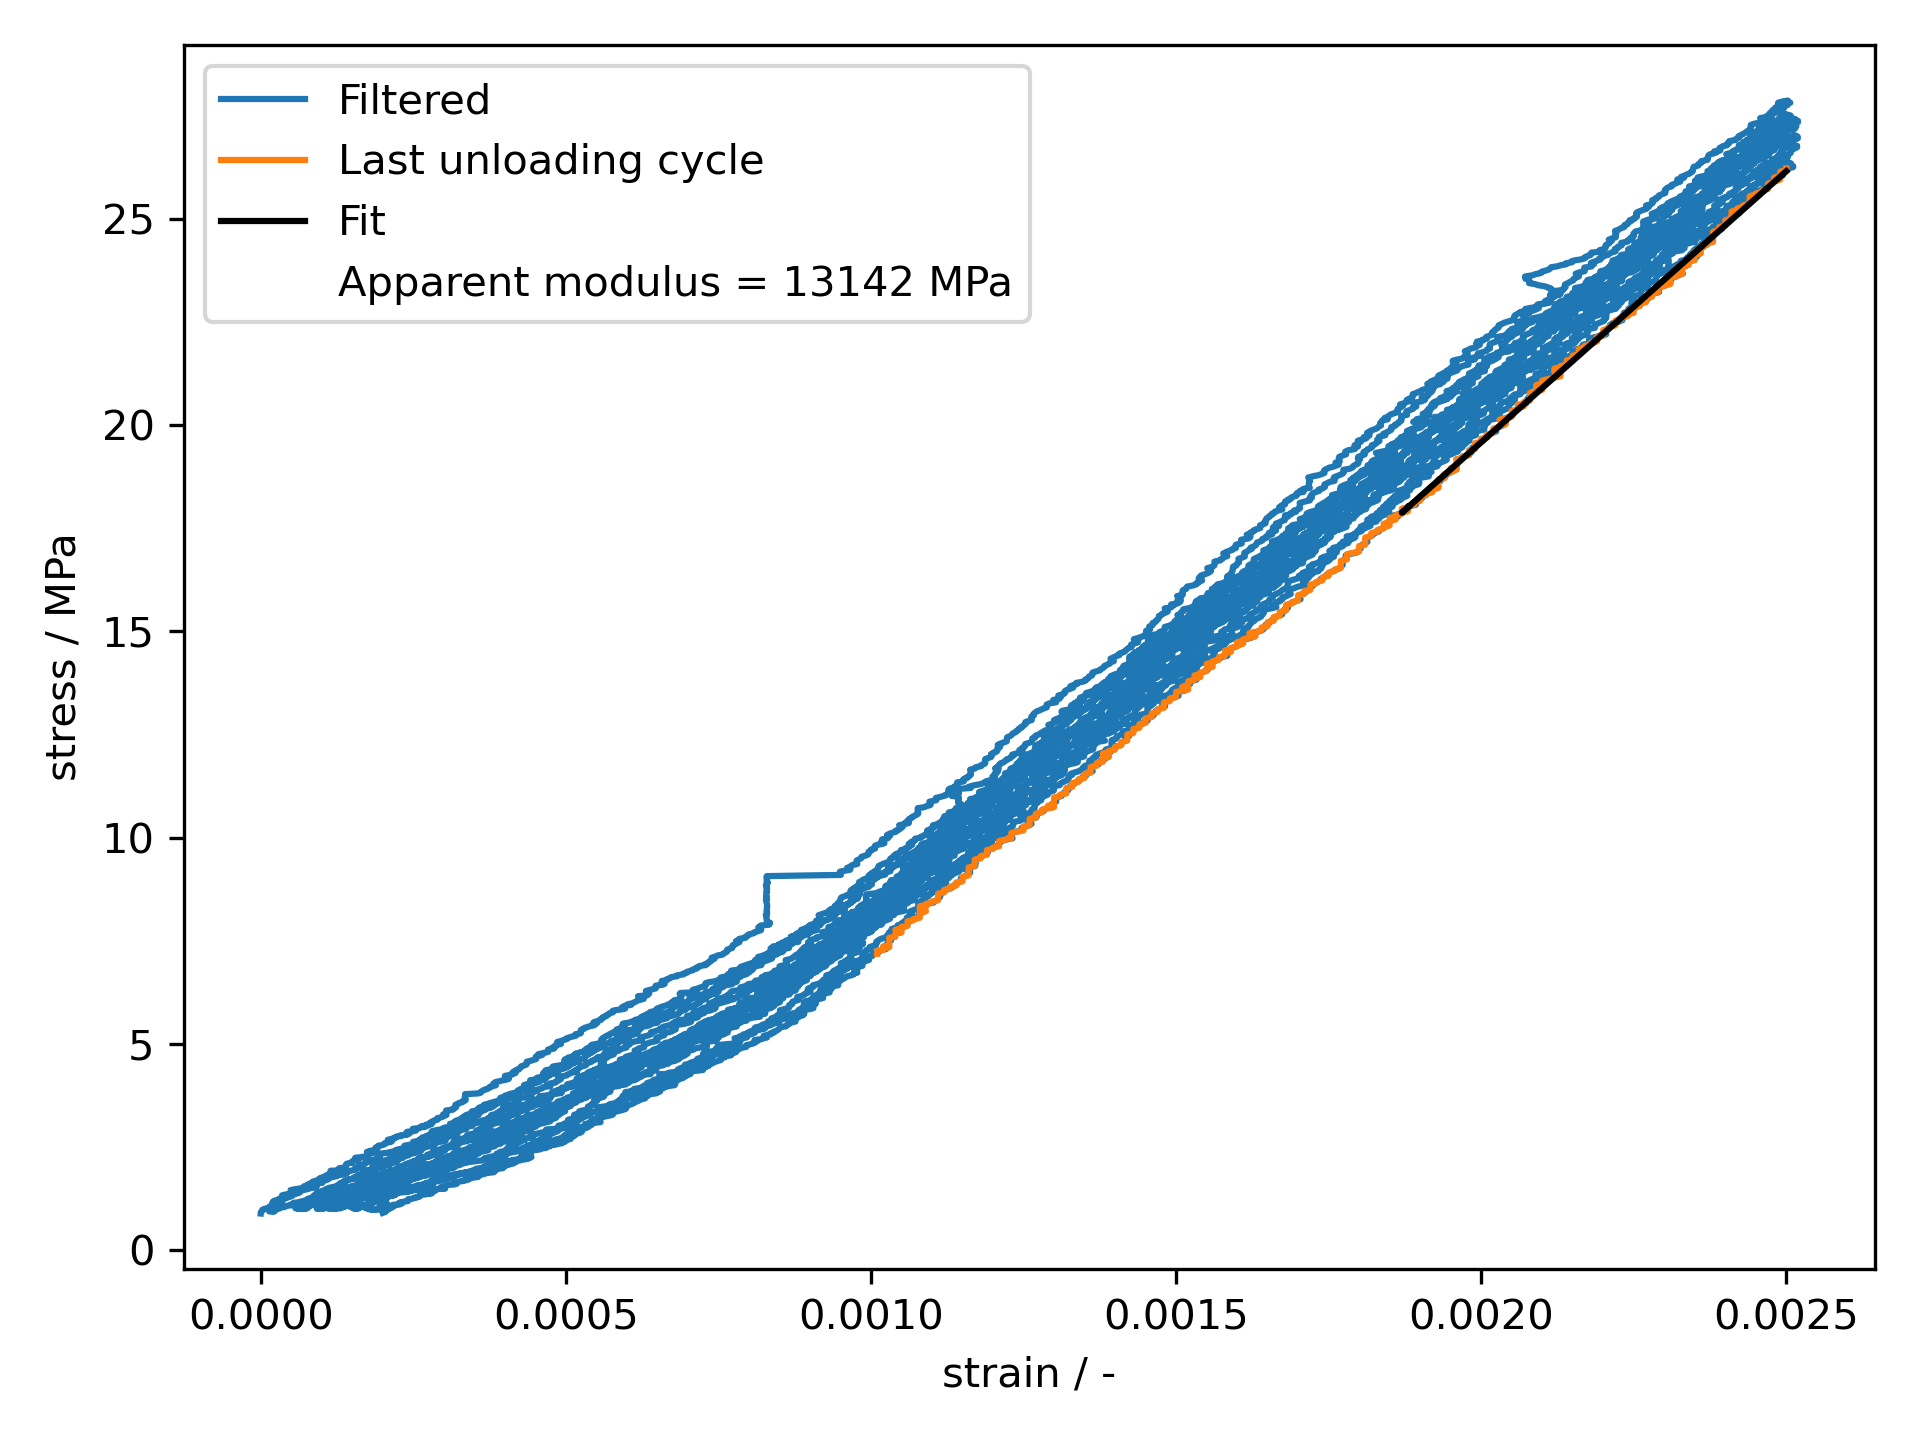 Filtered
Last unloading cycle
Fit
Apparent modulus = 13142 MPa
25
20
15
10
5
0
stress / MPa
0.0000 0.0005 0.0010 0.0015 0.0020 0.0025
strain / -